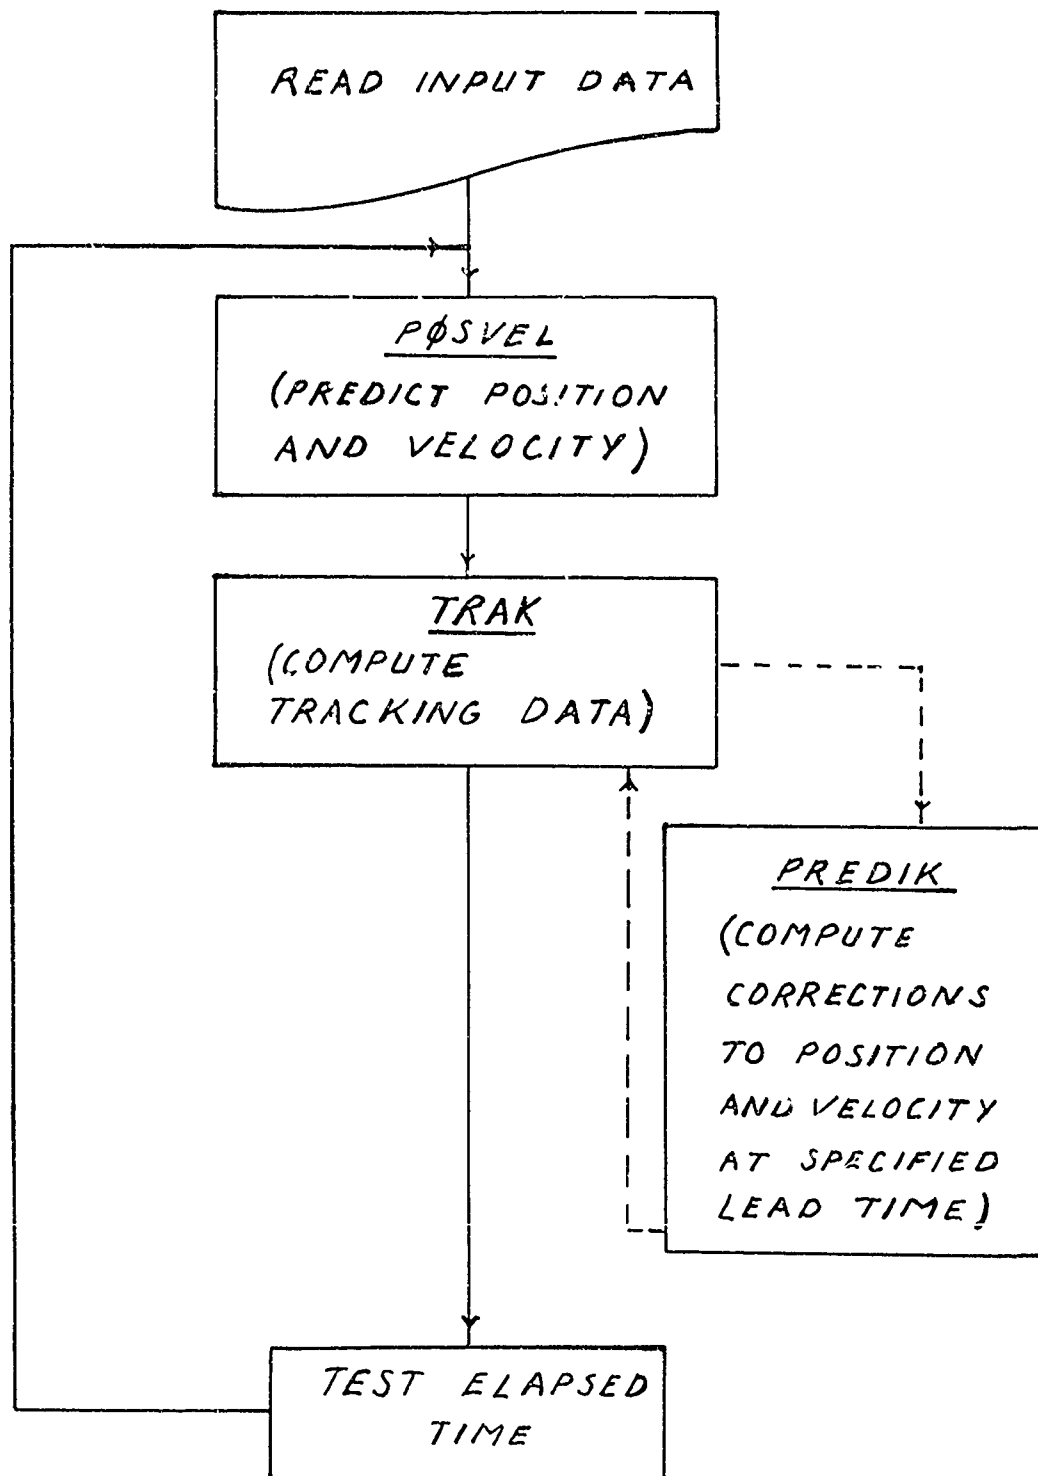 READ INPUT DATA
PØSVEL
(PREDICT POSITION
AND VELOCITY)
TRAK
(COMPUTE
TRACKING DATA)
PREDIK
(COMPUTE
CORRECTIONS
TO POSITION
AND VELOCITY
AT SPECIFIED
LEAD TIME)
TEST ELAPSED
TIME